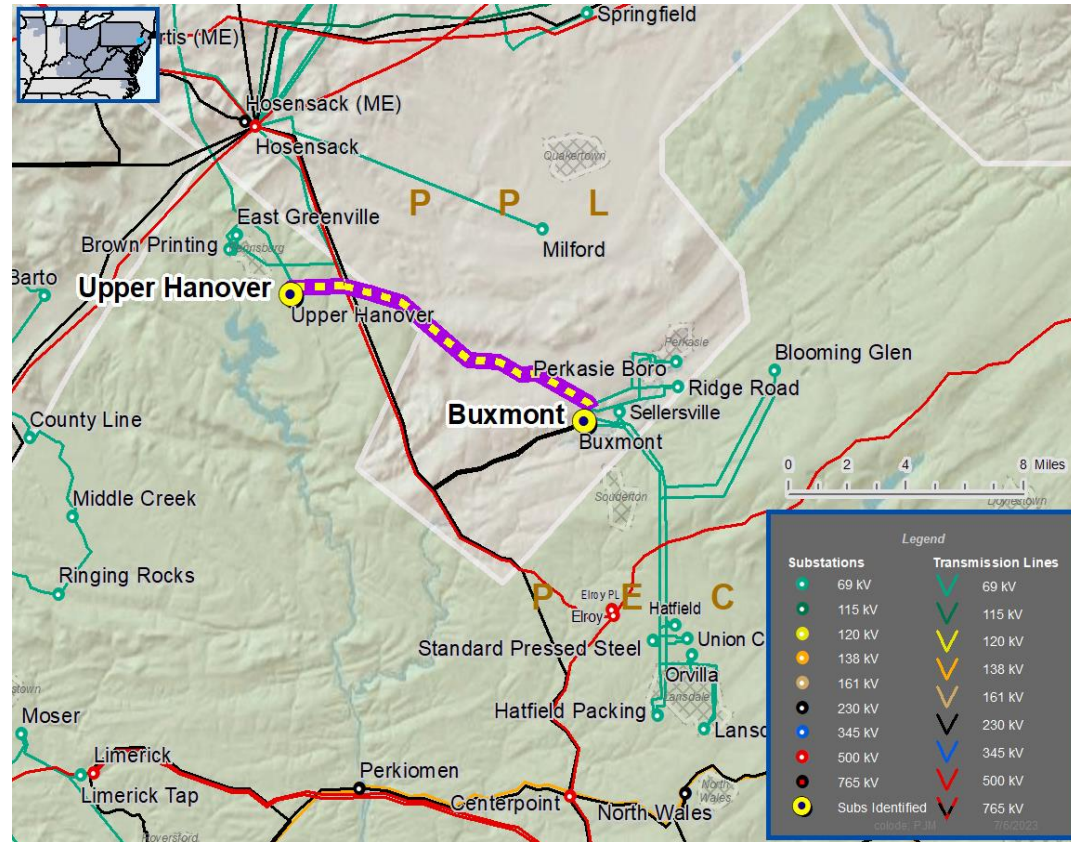 rtis (ME)
Springfield
Hosensack (ME)
Hosensack
Quakertown
P P L
East Greenville
Brown Printing
Milford
Barto
Upper Hanover
Upper Hanover
Perkasie
Blooming Glen
Perkasie Boro
Ridge Road
County Line
Buxmont
Sellersville
Buxmont
0 2 4 8 Miles
Middle Creek
Souderton
Doylestown
Ringing Rocks
P E C
Elroy PL
Elroy
Hatfield
Standard Pressed Steel
Union C
Orvilla
Lansdale
stown
Hatfield Packing
Moser
Lansd
Limerick
Limerick Tap
Perkiomen
Centerpoint
North Wales
North Wales
Legend
Substations Transmission Lines
69 kV 69 kV
115 kV 115 kV
120 kV 120 kV
138 kV 138 kV
161 kV 161 kV
230 kV 230 kV
345 kV 345 kV
500 kV 500 kV
765 kV 765 kV
Subs Identified
colode; PJM 7/6/2023